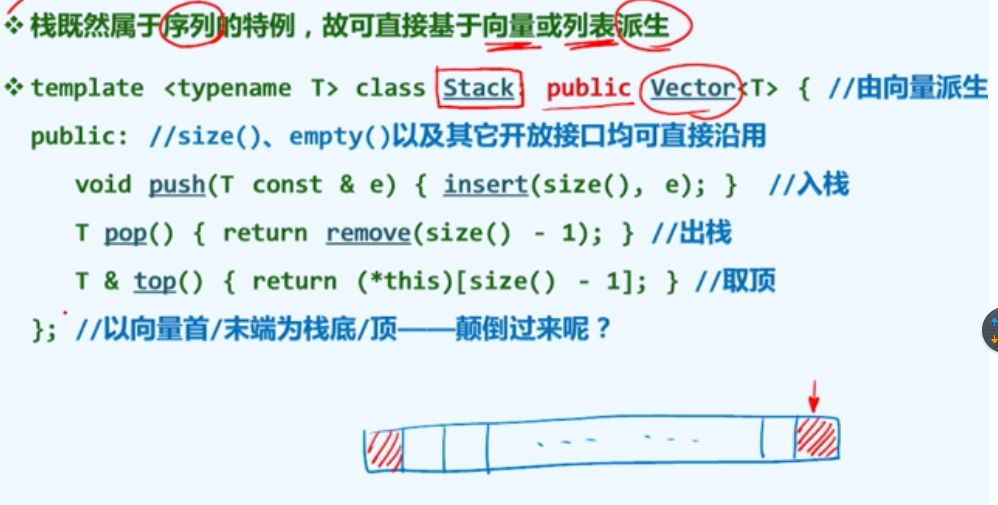 ❖ 栈既然属于序列的特例，故可直接基于向量或列表派生
❖ template <typename T> class Stack: public Vector<T> { //由向量派生
public: //size()、empty()以及其它开放接口均可直接沿用
void push(T const & e) { insert(size(), e); } //入栈
T pop() { return remove(size() - 1); } //出栈
T & top() { return (*this)[size() - 1]; } //取顶
}; //以向量首/末端为栈底/顶——颠倒过来呢？